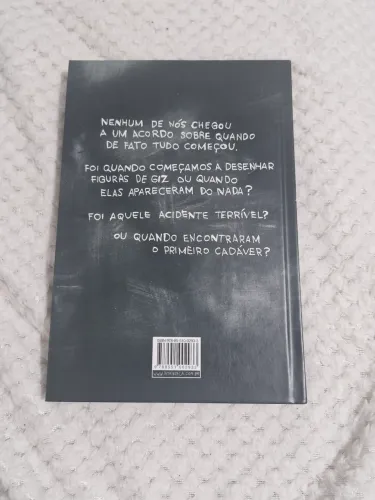 NENHUM DE NÓS CHEGOU
A UM ACORDO SOBRE QUANDO
DE FATO TUDO COMEÇOU.
FOI QUANDO COMEÇAMOS A DESENHAR
FIGURAS DE GIZ OU QUANDO
ELAS APARECERAM DO NADA?
FOI AQUELE ACIDENTE TERRÍVEL?
OU QUANDO ENCONTRARAM
O PRIMEIRO CADÁVER?